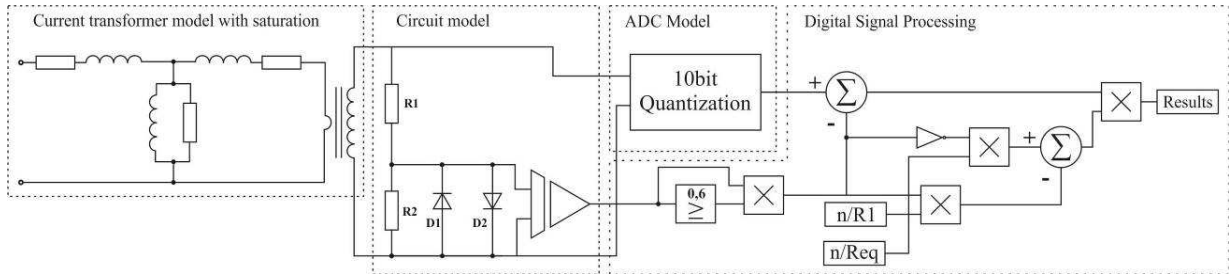 Current transformer model with saturation
Circuit model
ADC Model
Digital Signal Processing
R1
10bit
Quantization
+
Σ
-
×
Results
R2
D1
D2
0,6
≥
×
×
+
Σ
-
n/R1
×
n/Req